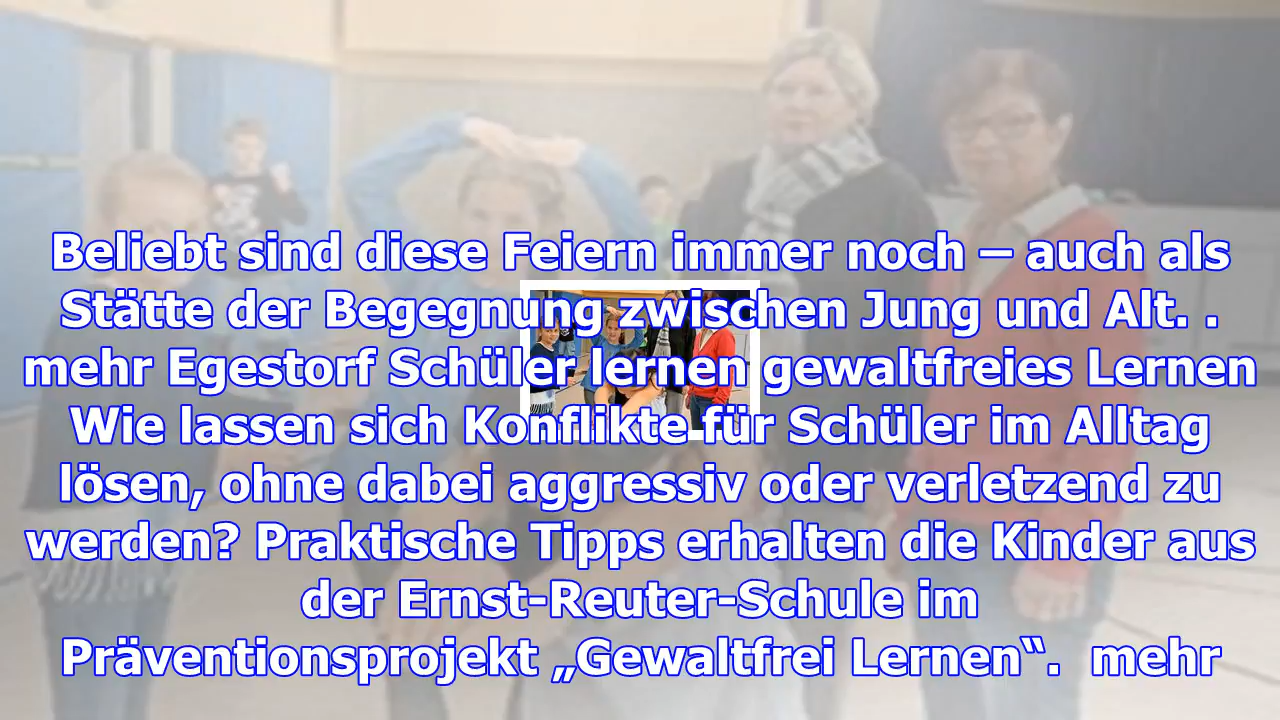 Beliebt sind diese Feiern immer noch – auch als
Stätte der Begegnung zwischen Jung und Alt. .
mehr Egestorf Schüler lernen gewaltfreies Lernen
Wie lassen sich Konflikte für Schüler im Alltag
lösen, ohne dabei aggressiv oder verletzend zu
werden? Praktische Tipps erhalten die Kinder aus
der Ernst-Reuter-Schule im
Präventionsprojekt „Gewaltfrei Lernen“. mehr